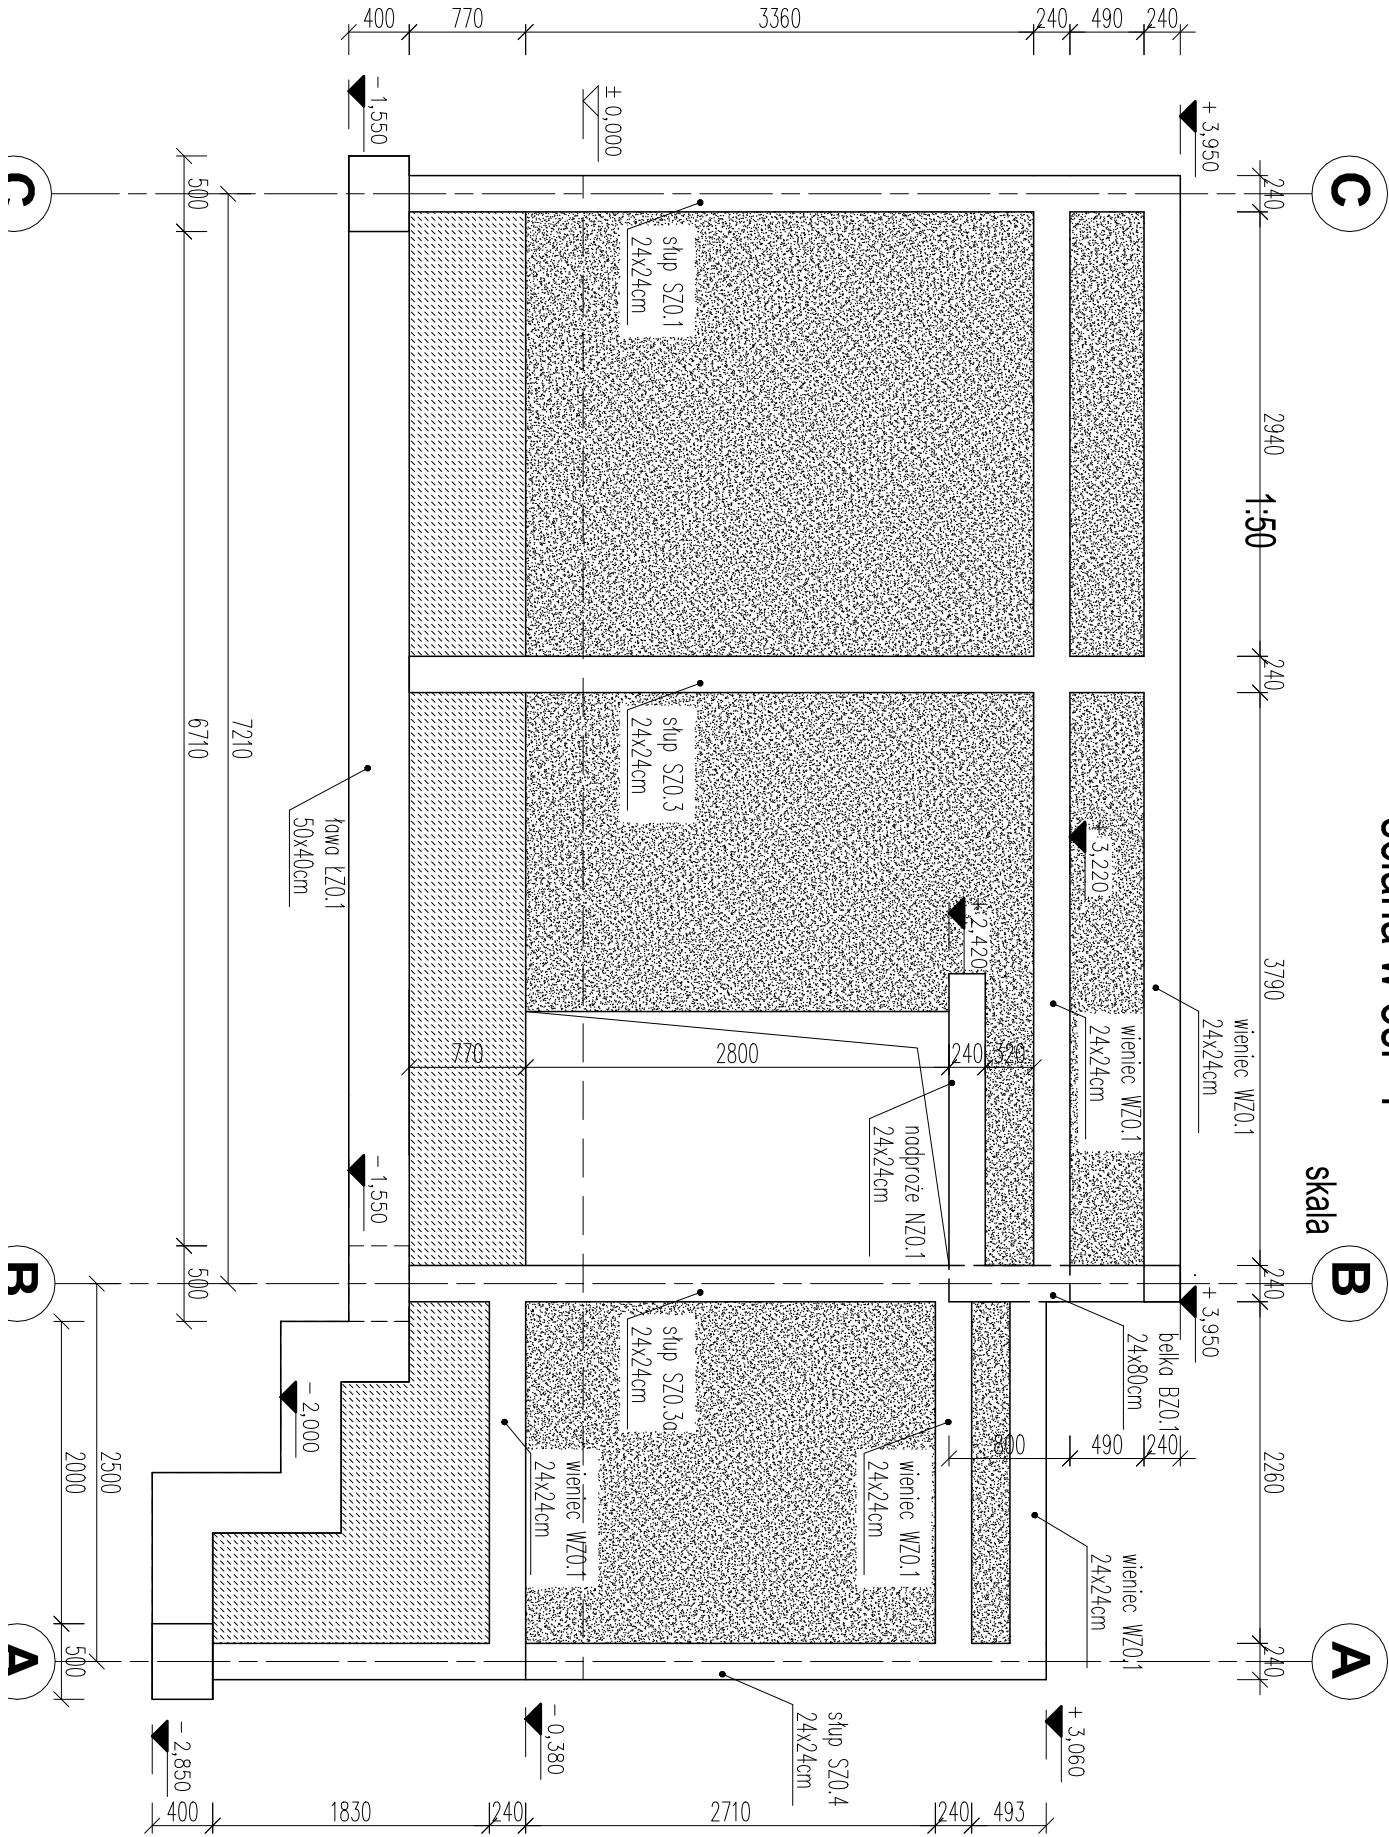 skala
1:50
C
B
A
240
2940
240
3790
240
2260
240
+3,950
+3,950
wieniec WZ0.1
24x24cm
wieniec WZ0.1
24x24cm
belka BZ0.1
24x80cm
wieniec WZ0.1
24x24cm
+3,060
+3,220
+2,420
240
490
240
3360
770
400
240
490
800
320
240
2800
770
nadproże NZ0.1
24x24cm
wieniec WZ0.1
24x24cm
słup SZ0.1
24x24cm
słup SZ0.3
24x24cm
słup SZ0.3a
24x24cm
słup SZ0.4
24x24cm
±0,000
wieniec WZ0.1
24x24cm
-0,380
493
240
2710
240
1830
400
-1,550
-1,550
ława ŁZ0.1
50x40cm
-2,000
-2,850
7210
500
6710
500
2500
2000
500
C
B
A